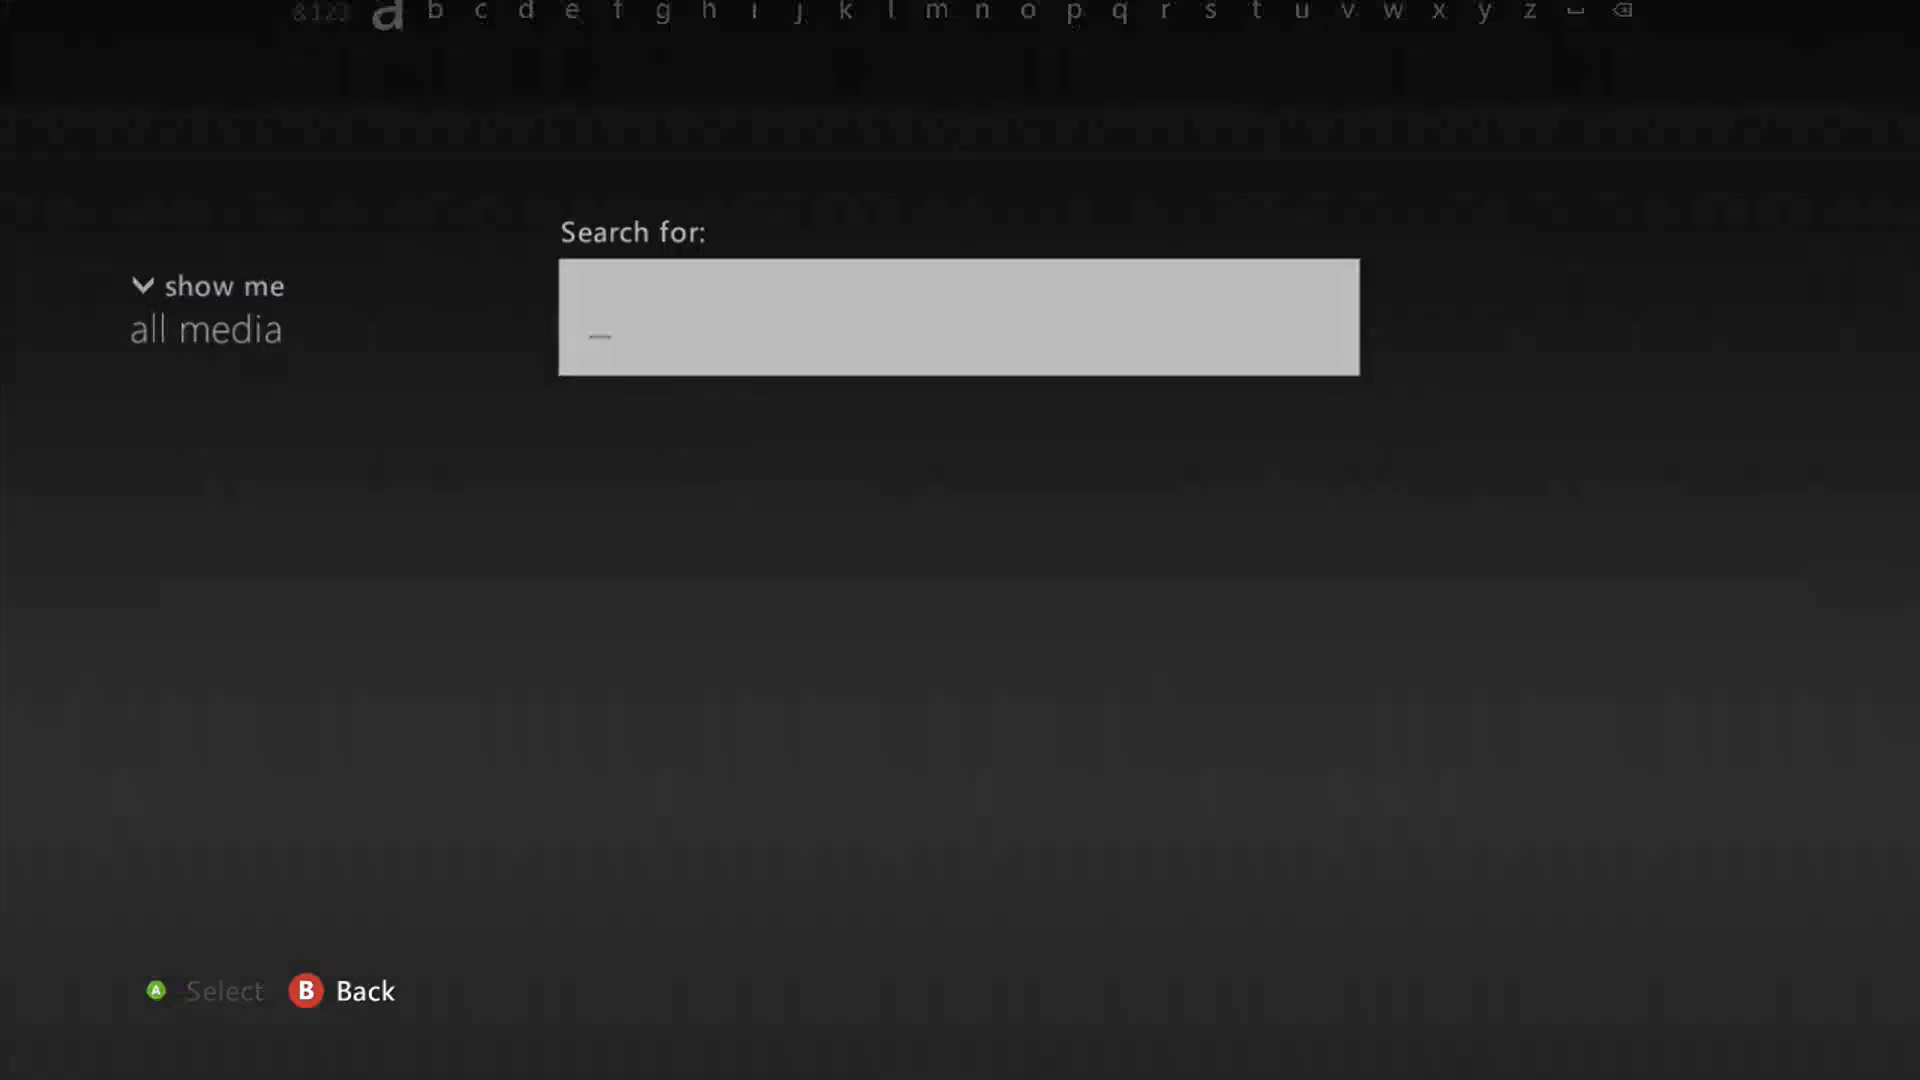 &123 a b c d e f g h i j k l m n o p q r s t u v w x y z
Search for:
show me
all media
_
A Select B Back